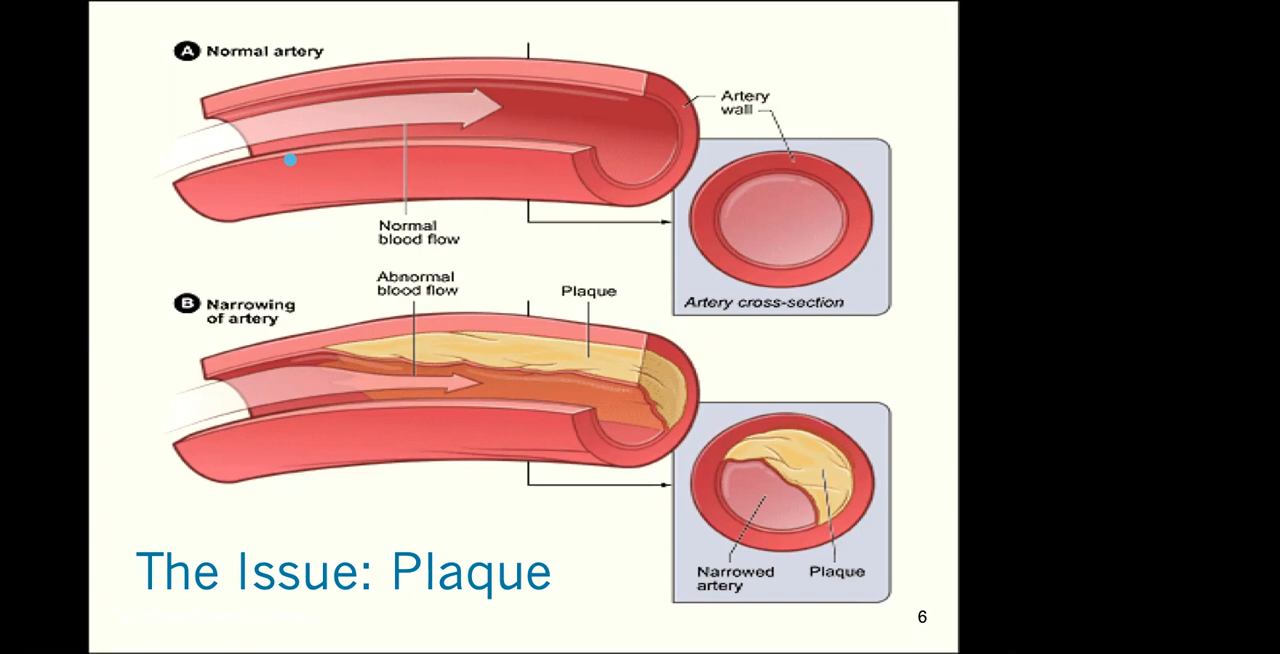 A Normal artery
Artery
wall
Normal
blood flow
Artery cross-section
Abnormal
blood flow
Plaque
B Narrowing
of artery
Narrowed
artery
Plaque
The Issue: Plaque
6